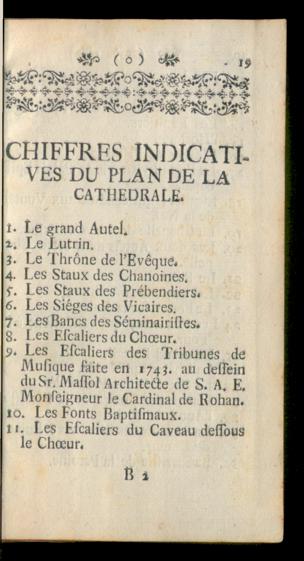 ( o ) . 19
CHIFFRES INDICATI-
VES DU PLAN DE LA
CATHEDRALE.
1. Le grand Autel.
2. Le Lutrin.
3. Le Thrône de l'Evêque.
4. Les Staux des Chanoines.
5. Les Staux des Prébendiers.
6. Les Siéges des Vicaires.
7. Les Bancs des Séminairiſtes.
8. Les Eſcaliers du Chœur.
9. Les Eſcaliers des Tribunes de
Muſique faite en 1743. au deſſein
du Sr. Maſſol Architecte de S. A. E.
Monſeigneur le Cardinal de Rohan.
10. Les Fonts Baptiſmaux.
11. Les Eſcaliers du Caveau deſſous
le Chœur.
B 2